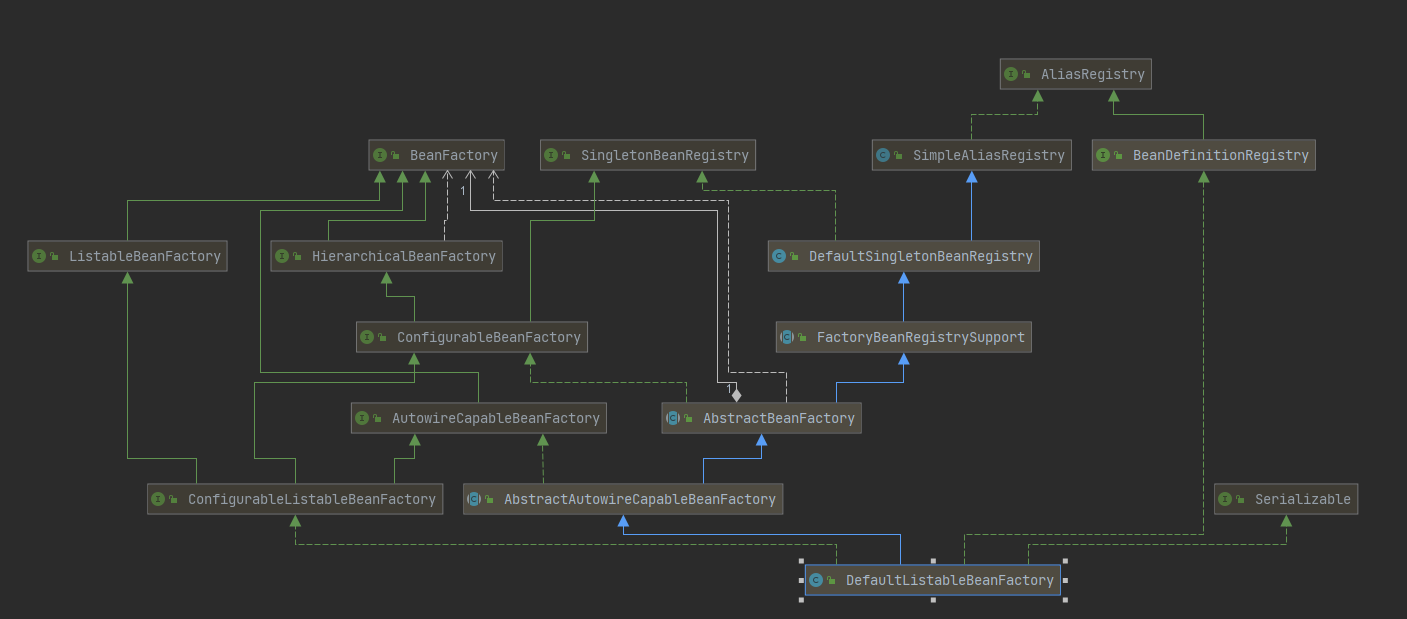 AliasRegistry
BeanFactory
SingletonBeanRegistry
SimpleAliasRegistry
BeanDefinitionRegistry
1
ListableBeanFactory
HierarchicalBeanFactory
DefaultSingletonBeanRegistry
ConfigurableBeanFactory
FactoryBeanRegistrySupport
1
AutowireCapableBeanFactory
AbstractBeanFactory
ConfigurableListableBeanFactory
AbstractAutowireCapableBeanFactory
Serializable
DefaultListableBeanFactory